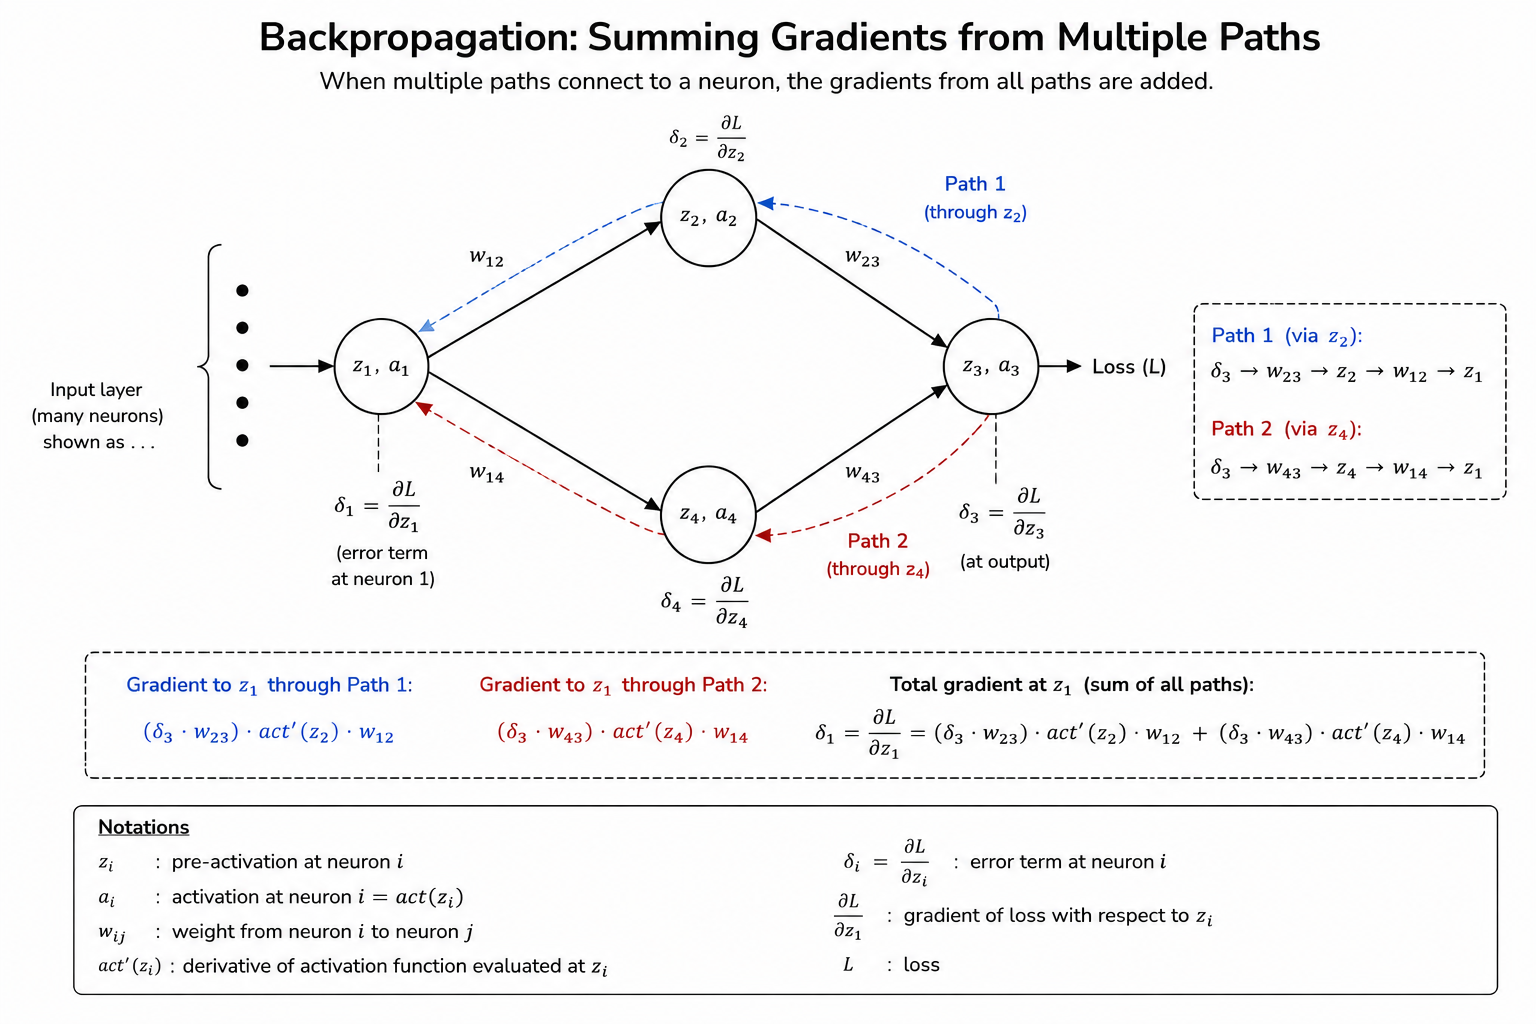 Backpropagation: Summing Gradients from Multiple Paths
When multiple paths connect to a neuron, the gradients from all paths are added.
δ₂ = ∂L/∂z₂
z₂, a₂
Path 1
(through z₂)
w₁₂
w₂₃
Input layer
(many neurons)
shown as . . .
z₁, a₁
z₃, a₃
Loss (L)
Path 1 (via z₂):
δ₃ → w₂₃ → z₂ → w₁₂ → z₁
Path 2 (via z₄):
δ₃ → w₄₃ → z₄ → w₁₄ → z₁
w₁₄
w₄₃
δ₁ = ∂L/∂z₁
(error term
at neuron 1)
z₄, a₄
δ₄ = ∂L/∂z₄
Path 2
(through z₄)
δ₃ = ∂L/∂z₃
(at output)
Gradient to z₁ through Path 1:
(δ₃ · w₂₃) · act′(z₂) · w₁₂
Gradient to z₁ through Path 2:
(δ₃ · w₄₃) · act′(z₄) · w₁₄
Total gradient at z₁ (sum of all paths):
δ₁ = ∂L/∂z₁ = (δ₃ · w₂₃) · act′(z₂) · w₁₂ + (δ₃ · w₄₃) · act′(z₄) · w₁₄
Notations
zᵢ : pre-activation at neuron i
aᵢ : activation at neuron i = act(zᵢ)
wᵢⱼ : weight from neuron i to neuron j
act′(zᵢ) : derivative of activation function evaluated at zᵢ
δᵢ = ∂L/∂zᵢ : error term at neuron i
∂L/∂z₁ : gradient of loss with respect to zᵢ
L : loss